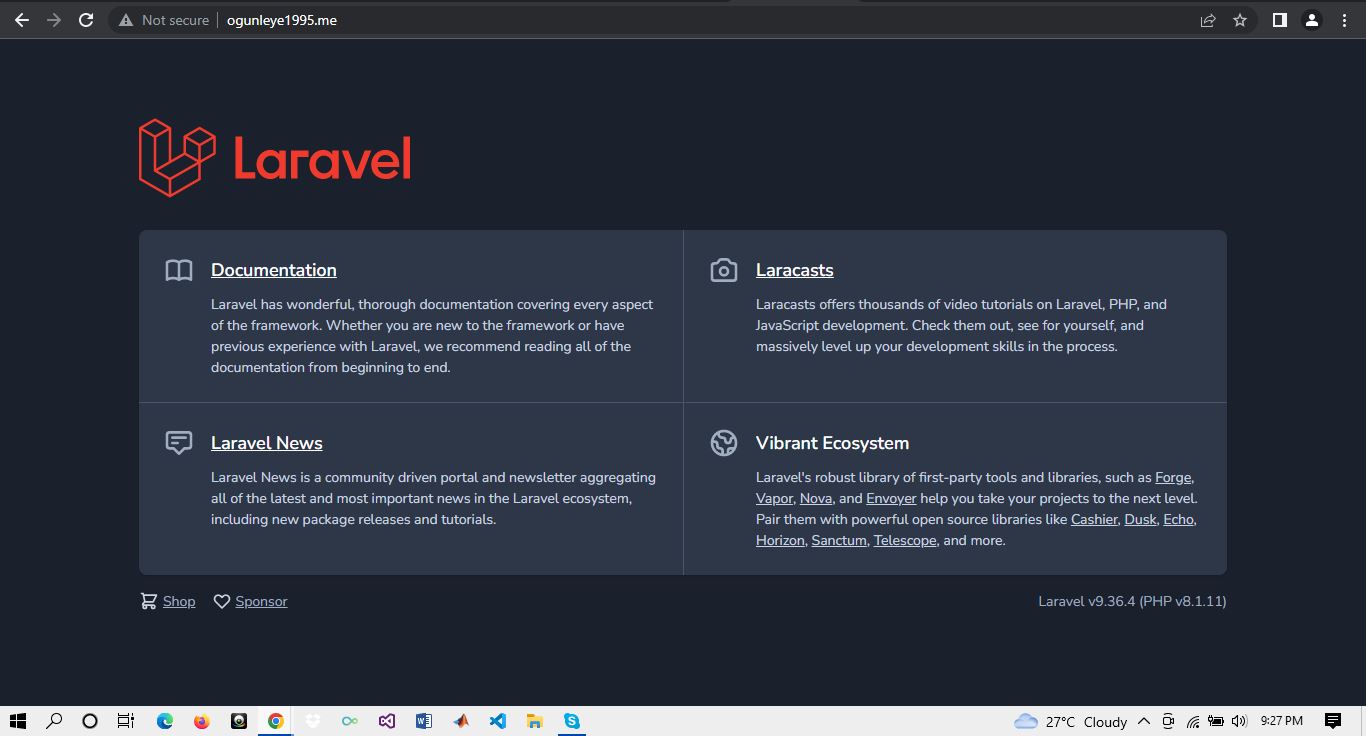 Not secure
ogunleye1995.me
Laravel
Documentation
Laravel has wonderful, thorough documentation covering every aspect
of the framework. Whether you are new to the framework or have
previous experience with Laravel, we recommend reading all of the
documentation from beginning to end.
Laracasts
Laracasts offers thousands of video tutorials on Laravel, PHP, and
JavaScript development. Check them out, see for yourself, and
massively level up your development skills in the process.
Laravel News
Laravel News is a community driven portal and newsletter aggregating
all of the latest and most important news in the Laravel ecosystem,
including new package releases and tutorials.
Vibrant Ecosystem
Laravel's robust library of first-party tools and libraries, such as Forge,
Vapor, Nova, and Envoyer help you take your projects to the next level.
Pair them with powerful open source libraries like Cashier, Dusk, Echo,
Horizon, Sanctum, Telescope, and more.
Shop
Sponsor
Laravel v9.36.4 (PHP v8.1.11)
27°C Cloudy
9:27 PM